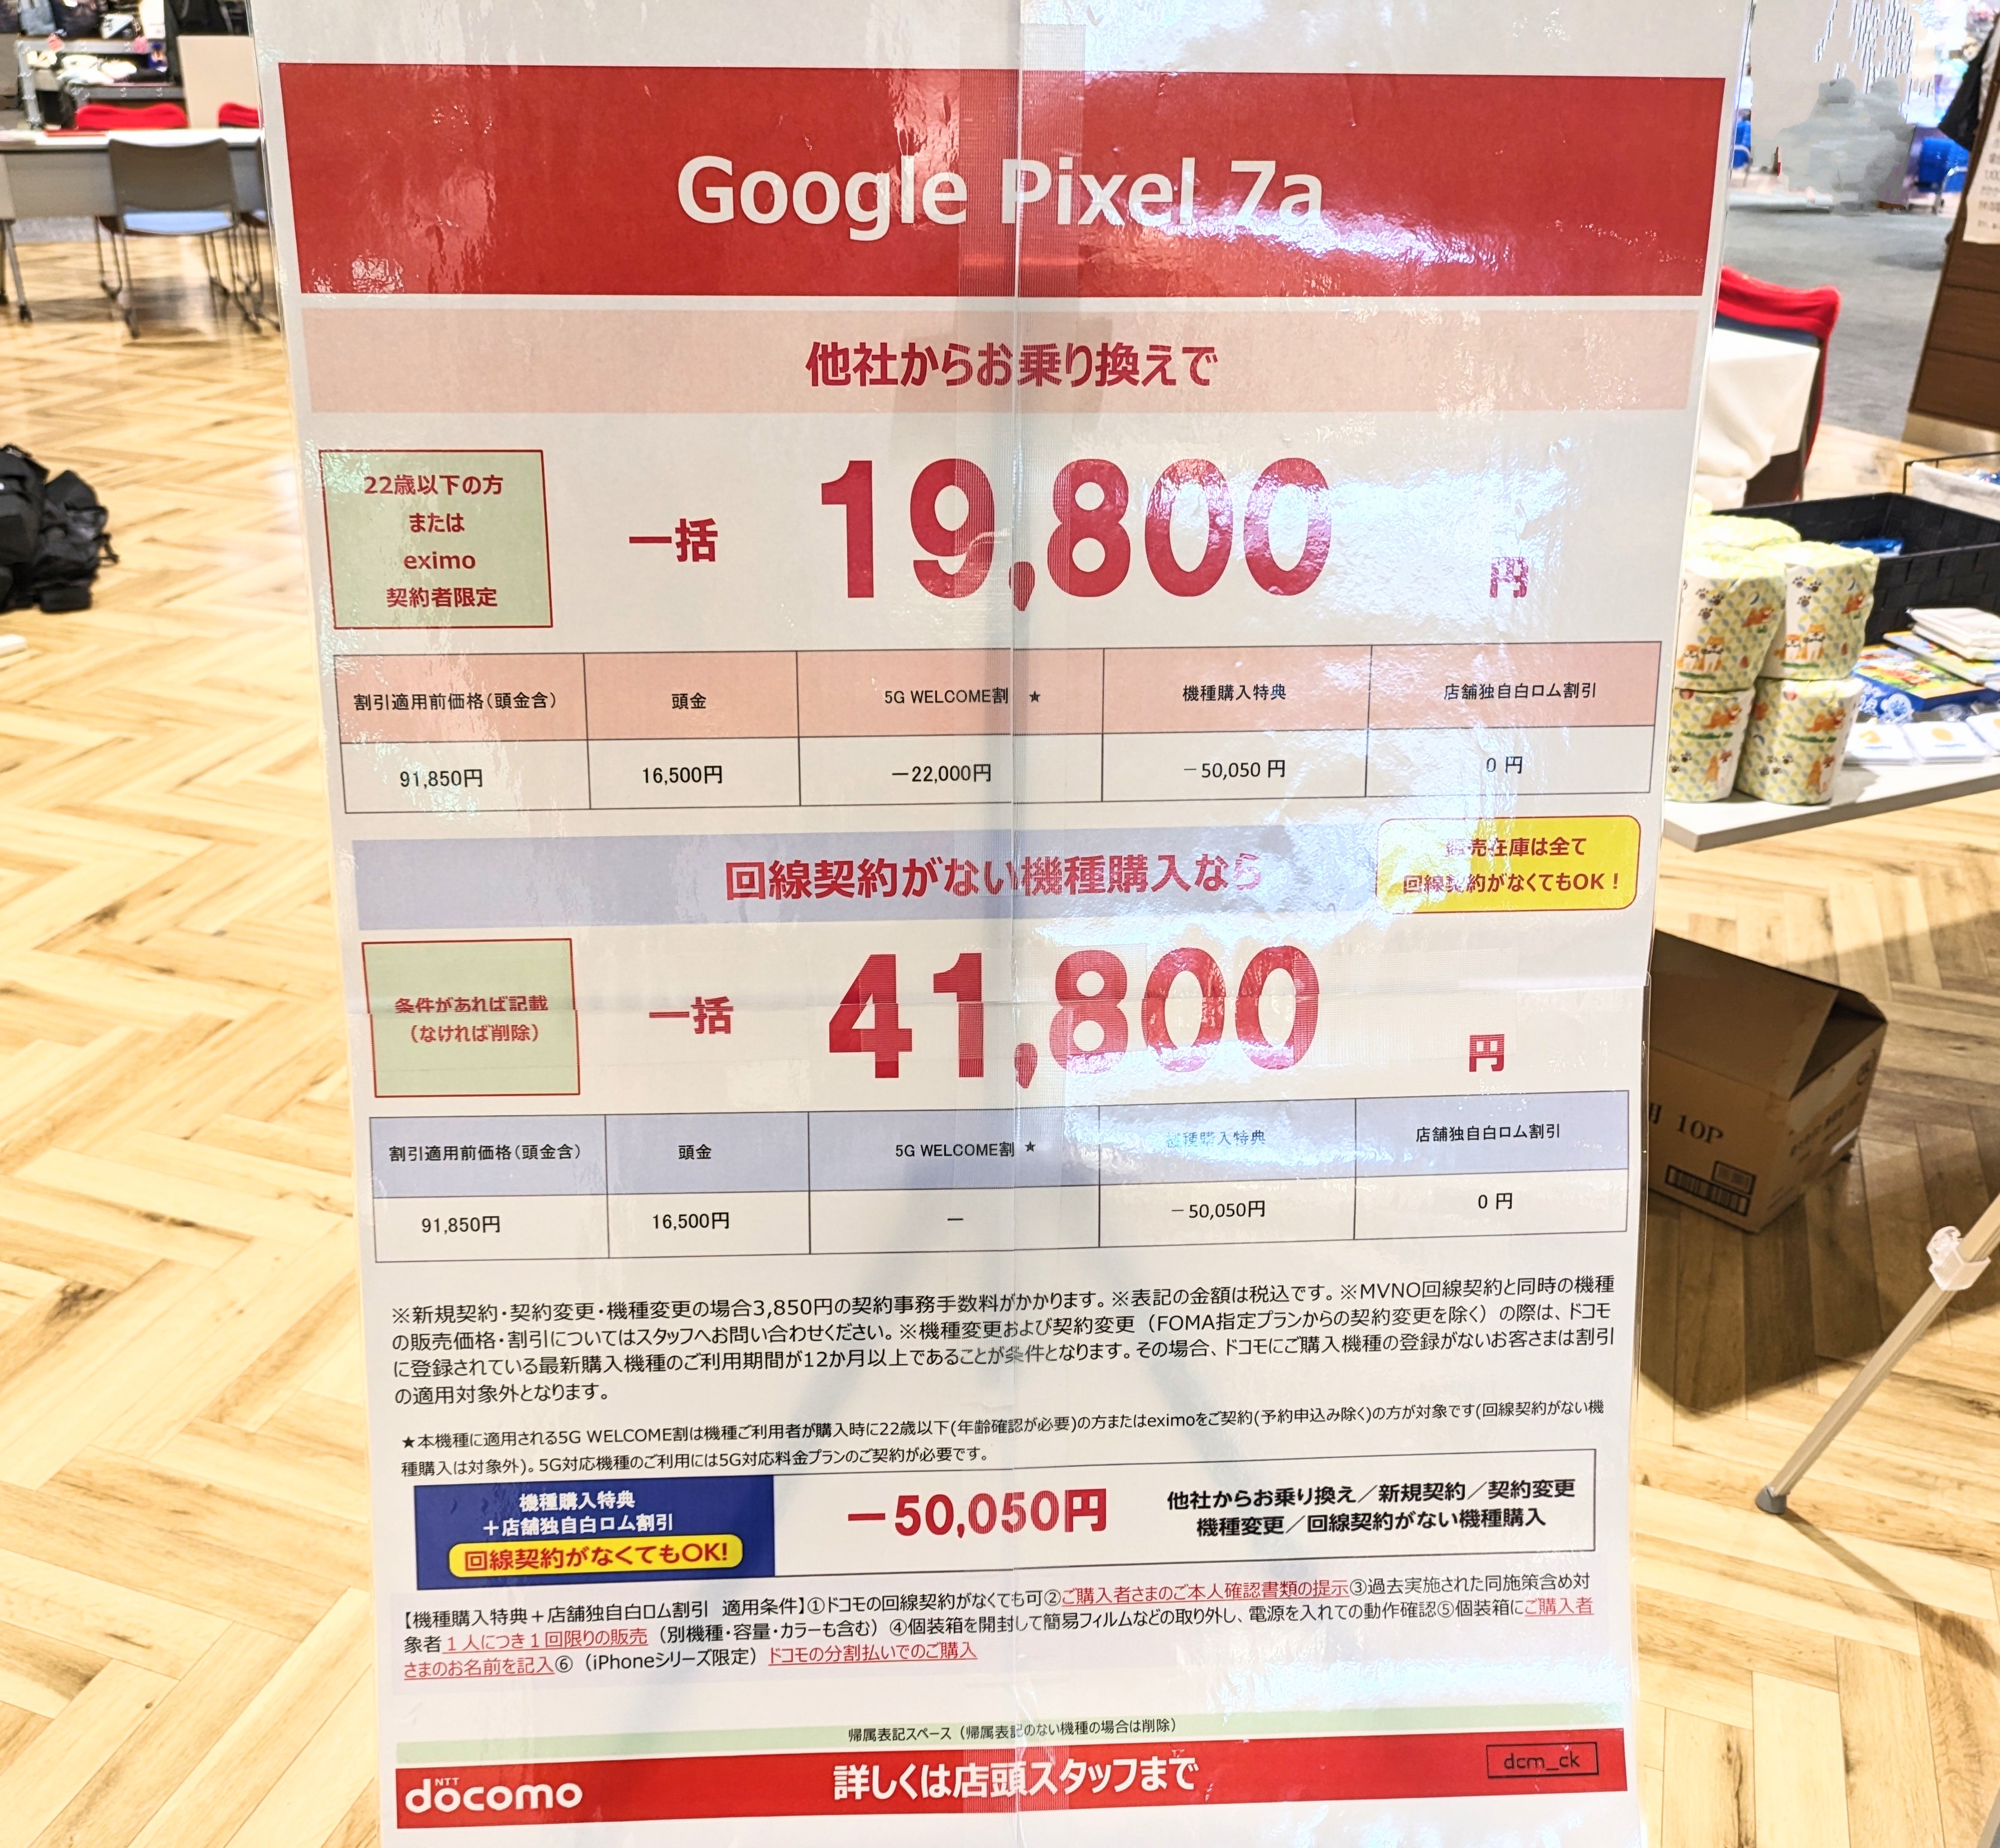 Google Pixel 7a
他社からお乗り換えで
22歳以下の方
または
eximo
契約者限定
一括 19,800 円
割引適用前価格(頭金含) 頭金 5G WELCOME割 ★ 機種購入特典 店舗独自白ロム割引
91,850円 16,500円 −22,000円 −50,050 円 0 円
回線契約がない機種購入なら
販売在庫は全て
回線契約がなくてもOK!
条件があれば記載
(なければ削除)
一括 41,800 円
割引適用前価格(頭金含) 頭金 5G WELCOME割 ★ 機種購入特典 店舗独自白ロム割引
91,850円 16,500円 − −50,050円 0 円
※新規契約・契約変更・機種変更の場合3,850円の契約事務手数料がかかります。※表記の金額は税込です。※MVNO回線契約と同時の機種
の販売価格・割引についてはスタッフへお問い合わせください。※機種変更および契約変更(FOMA指定プランからの契約変更を除く)の際は、ドコモ
に登録されている最新購入機種のご利用期間が12か月以上であることが条件となります。その場合、ドコモにご購入機種の登録がないお客さまは割引
の適用対象外となります。
★本機種に適用される5G WELCOME割は機種ご利用者が購入時に22歳以下(年齢確認が必要)の方またはeximoをご契約(予約申込み除く)の方が対象です(回線契約がない機
種購入は対象外)。5G対応機種のご利用には5G対応料金プランのご契約が必要です。
機種購入特典
+店舗独自白ロム割引
回線契約がなくてもOK!
−50,050円
他社からお乗り換え/新規契約/契約変更
機種変更/回線契約がない機種購入
【機種購入特典+店舗独自白ロム割引 適用条件】①ドコモの回線契約がなくても可②ご購入者さまのご本人確認書類の提示③過去実施された同施策含め対
象者1人につき1回限りの販売(別機種・容量・カラーも含む)④個装箱を開封して簡易フィルムなどの取り外し、電源を入れての動作確認⑤個装箱にご購入者
さまのお名前を記入⑥(iPhoneシリーズ限定)ドコモの分割払いでのご購入
帰属表記スペース(帰属表記のない機種の場合は削除)
NTT
docomo
詳しくは店頭スタッフまで
dcm_ck
10P